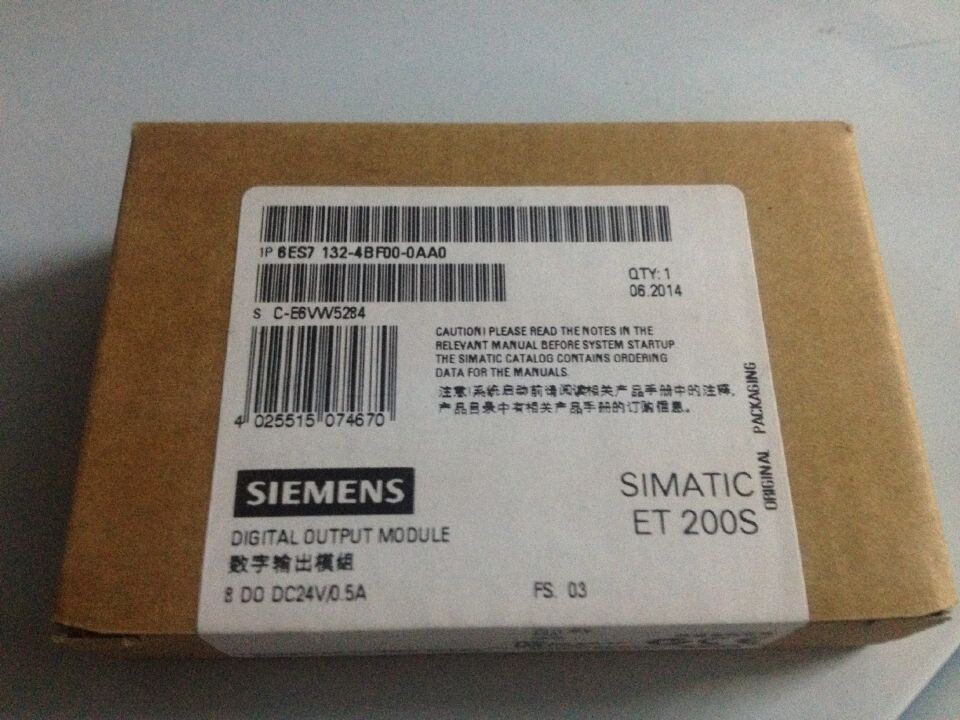 1P 6ES7 132-4BF00-0AA0
QTY: 1
06.2014
S C-E6VW5284
CAUTION! PLEASE READ THE NOTES IN THE
RELEVANT MANUAL BEFORE SYSTEM STARTUP
THE SIMATIC CATALOG CONTAINS ORDERING
DATA FOR THE MANUALS.
注意!系统启动前请阅读相关产品手册中的注释,
产品目录中有相关产品手册的订购信息。
4 025515 074670
ORIGINAL PACKAGING
SIEMENS
SIMATIC
ET 200S
DIGITAL OUTPUT MODULE
数字输出模组
8 DO DC24V/0.5A
FS. 03